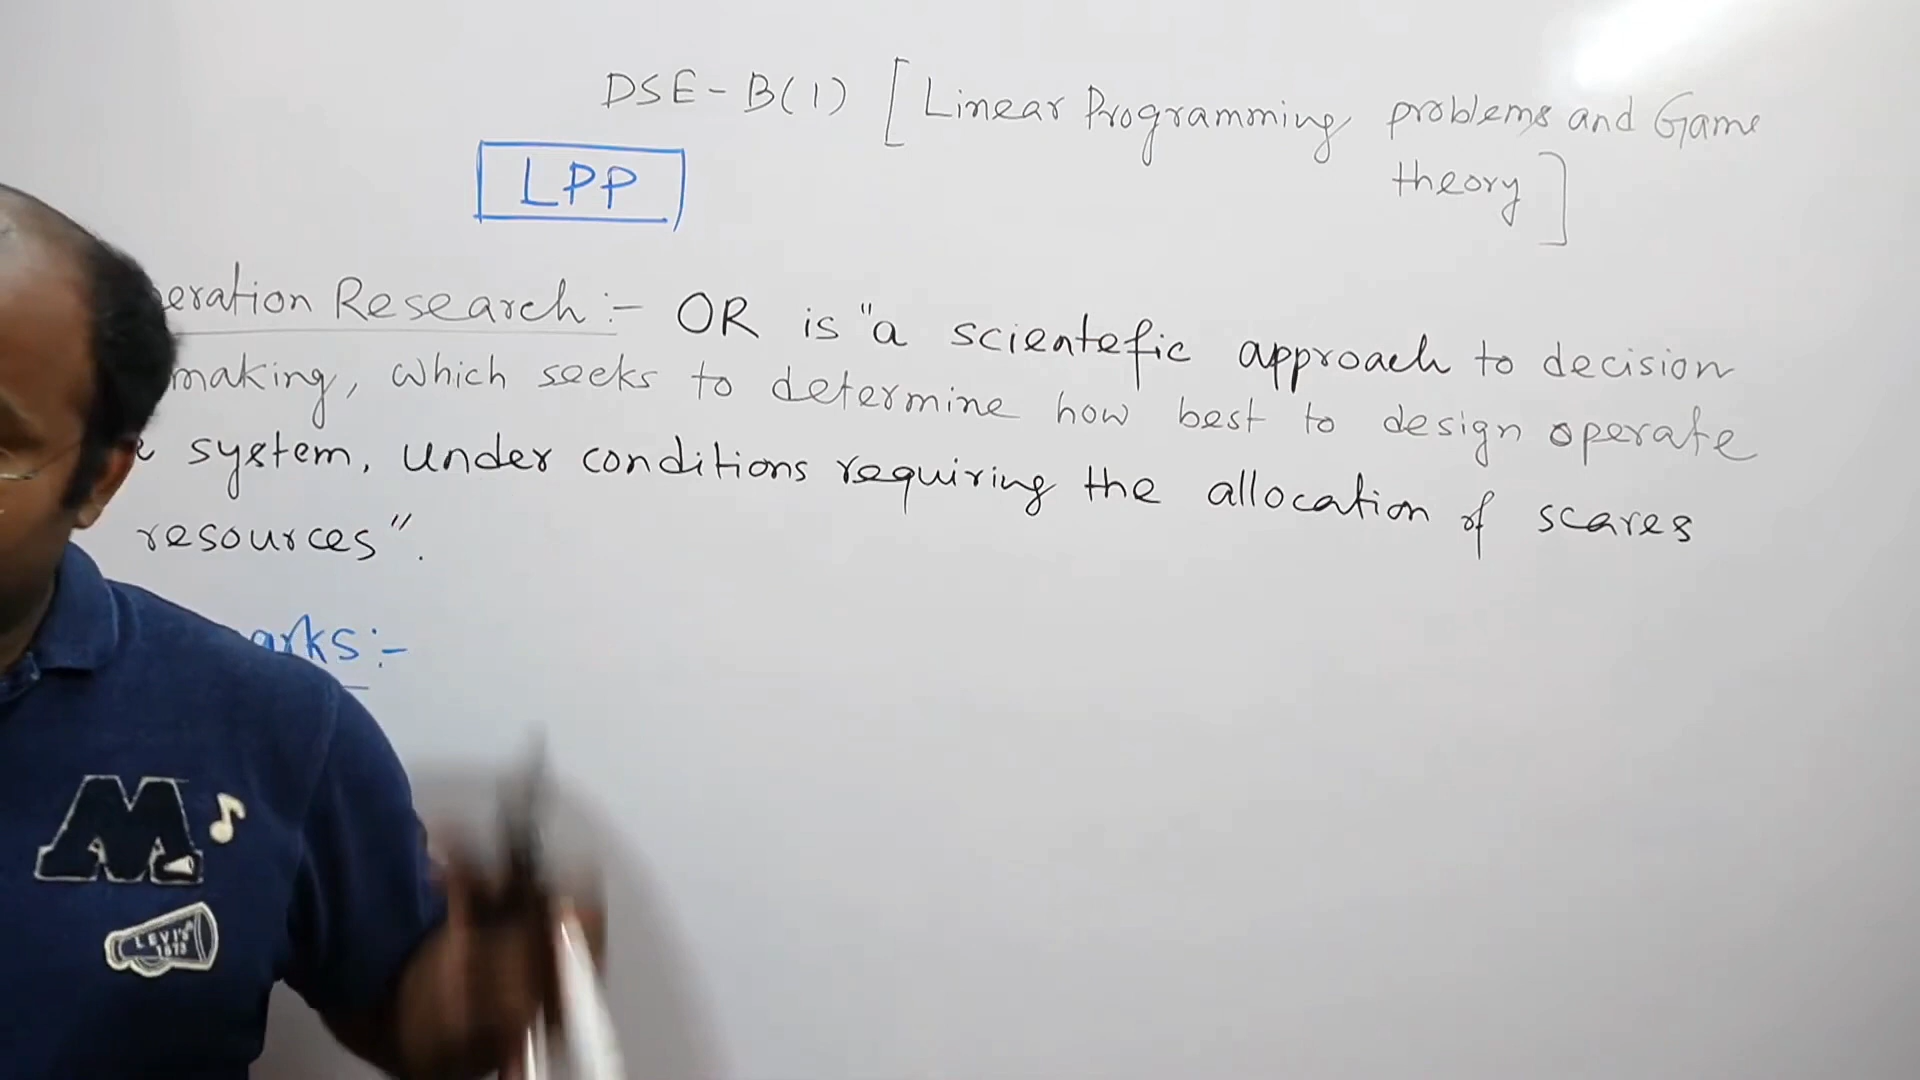 DSE-B(1) [Linear Programming problems and Game
theory]
LPP
eration Research:- OR is "a scientefic approach to decision
making, which seeks to determine how best to design operate
system, under conditions requiring the allocation of scares
resources".
arks:-
M
LEVI'S
1873